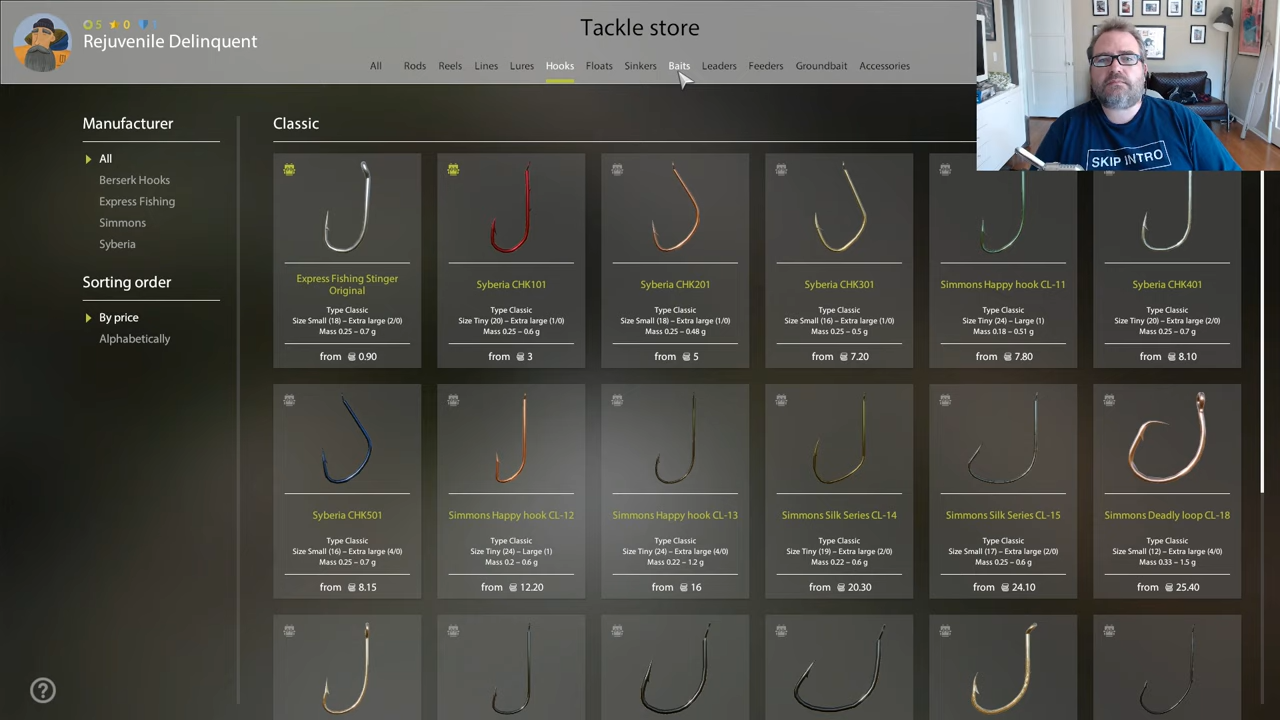 5 0
Rejuvenile Delinquent
Tackle store
All Rods Reels Lines Lures Hooks Floats Sinkers Baits Leaders Feeders Groundbait Accessories
SKIP INTRO
Manufacturer
All
Berserk Hooks
Express Fishing
Simmons
Syberia
Sorting order
By price
Alphabetically
Classic
Express Fishing Stinger
Original
Type Classic
Size Small (18) – Extra large (2/0)
Mass 0.25 – 0.7 g
from 0.90
Syberia CHK101
Type Classic
Size Tiny (20) – Extra large (1/0)
Mass 0.25 – 0.6 g
from 3
Syberia CHK201
Type Classic
Size Small (18) – Extra large (1/0)
Mass 0.25 – 0.48 g
from 5
Syberia CHK301
Type Classic
Size Small (16) – Extra large (1/0)
Mass 0.25 – 0.5 g
from 7.20
Simmons Happy hook CL-11
Type Classic
Size Tiny (24) – Large (1)
Mass 0.18 – 0.51 g
from 7.80
Syberia CHK401
Type Classic
Size Tiny (20) – Extra large (2/0)
Mass 0.25 – 0.7 g
from 8.10
Syberia CHK501
Type Classic
Size Small (16) – Extra large (4/0)
Mass 0.25 – 0.7 g
from 8.15
Simmons Happy hook CL-12
Type Classic
Size Tiny (24) – Large (1)
Mass 0.2 – 0.6 g
from 12.20
Simmons Happy hook CL-13
Type Classic
Size Tiny (24) – Extra large (4/0)
Mass 0.22 – 1.2 g
from 16
Simmons Silk Series CL-14
Type Classic
Size Tiny (19) – Extra large (2/0)
Mass 0.22 – 0.6 g
from 20.30
Simmons Silk Series CL-15
Type Classic
Size Small (17) – Extra large (2/0)
Mass 0.25 – 0.6 g
from 24.10
Simmons Deadly loop CL-18
Type Classic
Size Small (12) – Extra large (4/0)
Mass 0.33 – 1.5 g
from 25.40
?